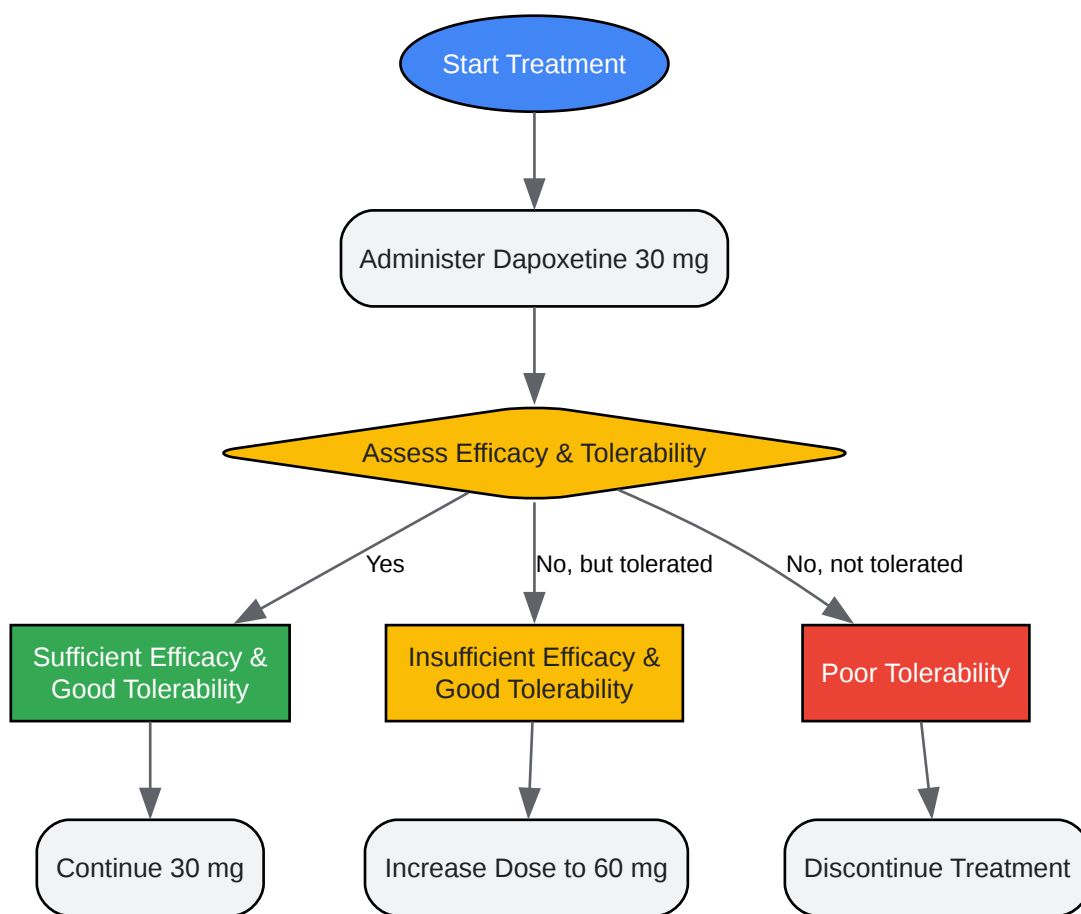 Start Treatment
Administer Dapoxetine 30 mg
Assess Efficacy & Tolerability
Yes
No, but tolerated
No, not tolerated
Sufficient Efficacy &
Good Tolerability
Insufficient Efficacy &
Good Tolerability
Poor Tolerability
Continue 30 mg
Increase Dose to 60 mg
Discontinue Treatment